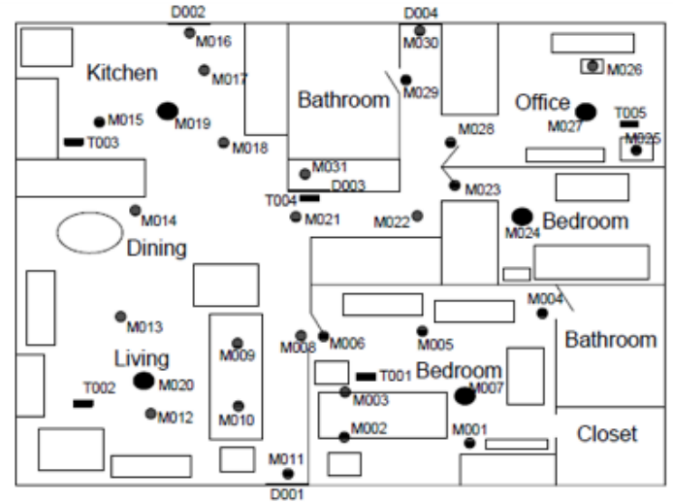 D002
D004
M016
M030
Kitchen
M017
M026
M029
Bathroom
Office
M015
M019
T005
M027
M028
M025
T003
M018
M031
D003
M023
T004
M014
M021
M022
M024
Bedroom
Dining
M004
M013
Bathroom
Living
M009
M008
M006
M005
T002
M020
T001
Bedroom
M007
M003
M012
M010
M002
M001
Closet
M011
D001